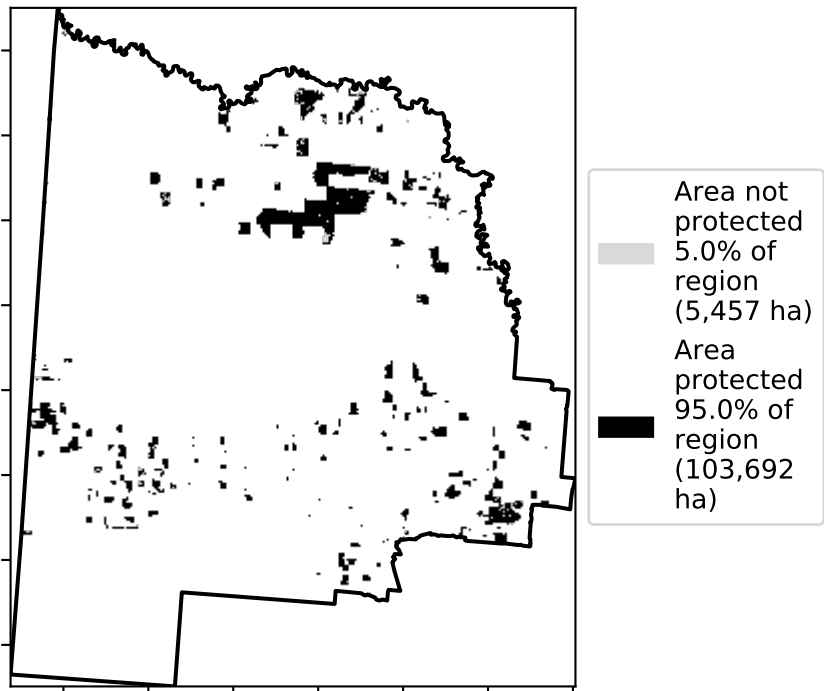 Area not
protected
5.0% of
region
(5,457 ha)
Area
protected
95.0% of
region
(103,692
ha)